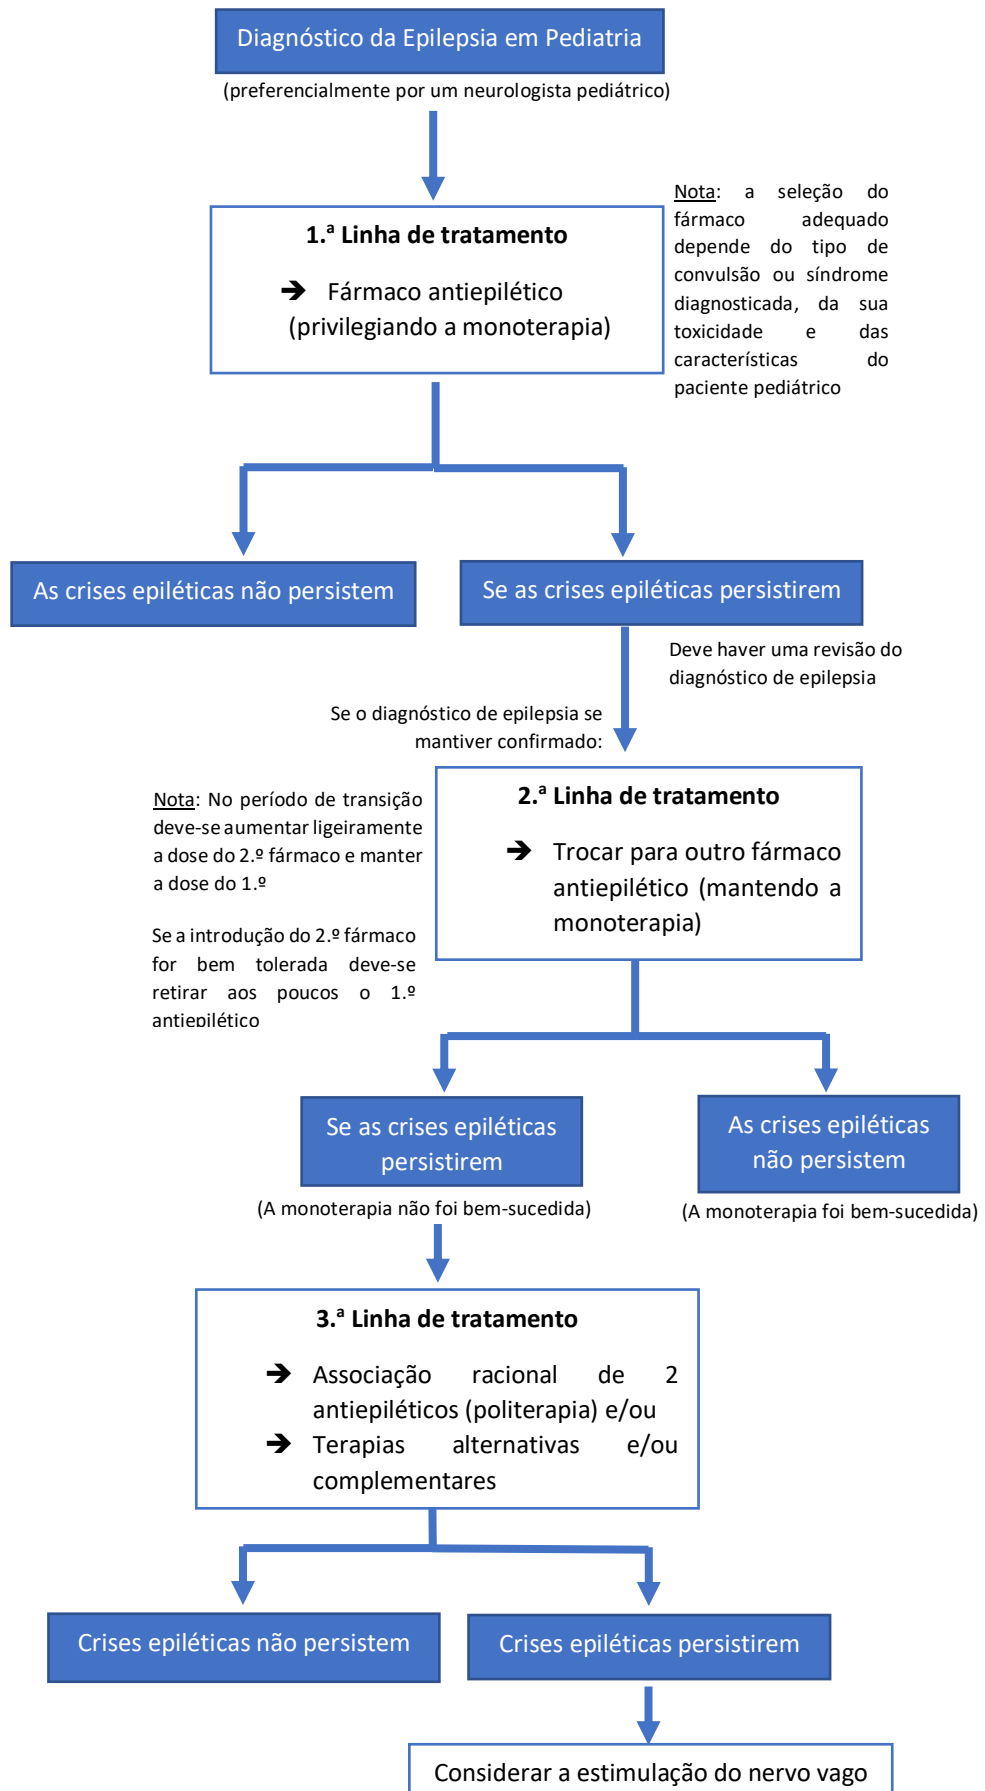 Diagnóstico da Epilepsia em Pediatria
(preferencialmente por um neurologista pediátrico)
1.ª Linha de tratamento
➔ Fármaco antiepilético
(privilegiando a monoterapia)
Nota: a seleção do
fármaco adequado
depende do tipo de
convulsão ou síndrome
diagnosticada, da sua
toxicidade e das
características do
paciente pediátrico
As crises epiléticas não persistem
Se as crises epiléticas persistirem
Deve haver uma revisão do
diagnóstico de epilepsia
Se o diagnóstico de epilepsia se
mantiver confirmado:
2.ª Linha de tratamento
➔ Trocar para outro fármaco
antiepilético (mantendo a
monoterapia)
Nota: No período de transição
deve-se aumentar ligeiramente
a dose do 2.º fármaco e manter
a dose do 1.º
Se a introdução do 2.º fármaco
for bem tolerada deve-se
retirar aos poucos o 1.º
antiepilético
Se as crises epiléticas
persistirem
(A monoterapia não foi bem-sucedida)
As crises epiléticas
não persistem
(A monoterapia foi bem-sucedida)
3.ª Linha de tratamento
➔ Associação racional de 2
antiepiléticos (politerapia) e/ou
➔ Terapias alternativas e/ou
complementares
Crises epiléticas não persistem
Crises epiléticas persistirem
Considerar a estimulação do nervo vago